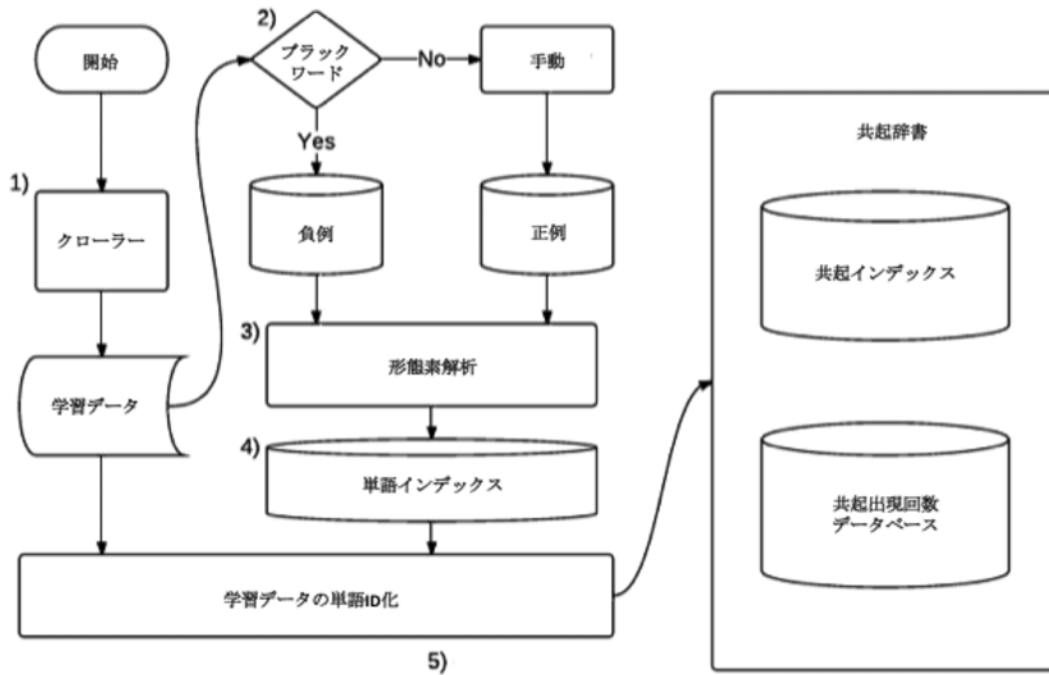 開始
1)
クローラー
学習データ
2)
ブラック
ワード
No
手動
Yes
負例
正例
3)
形態素解析
4)
単語インデックス
学習データの単語ID化
5)
共起辞書
共起インデックス
共起出現回数
データベース